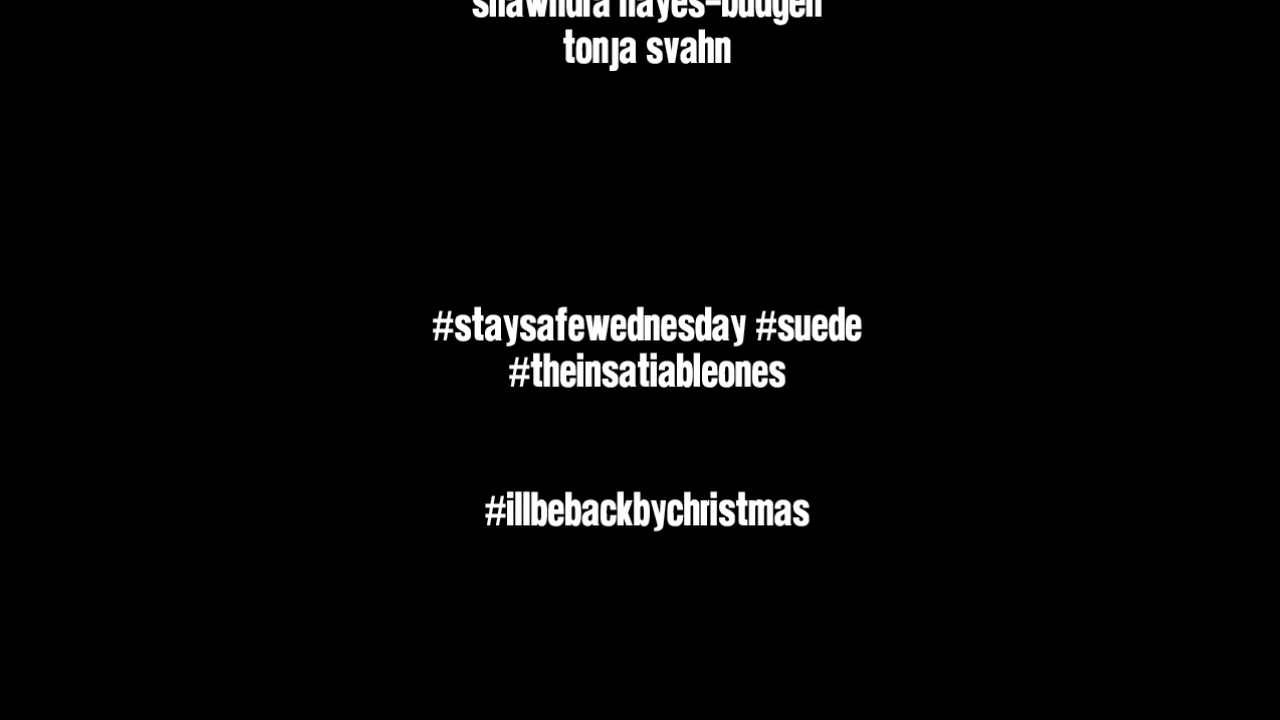 shawndra hayes-budgen
tonja svahn
#staysafewednesday #suede
#theinsatiableones
#illbebackbychristmas